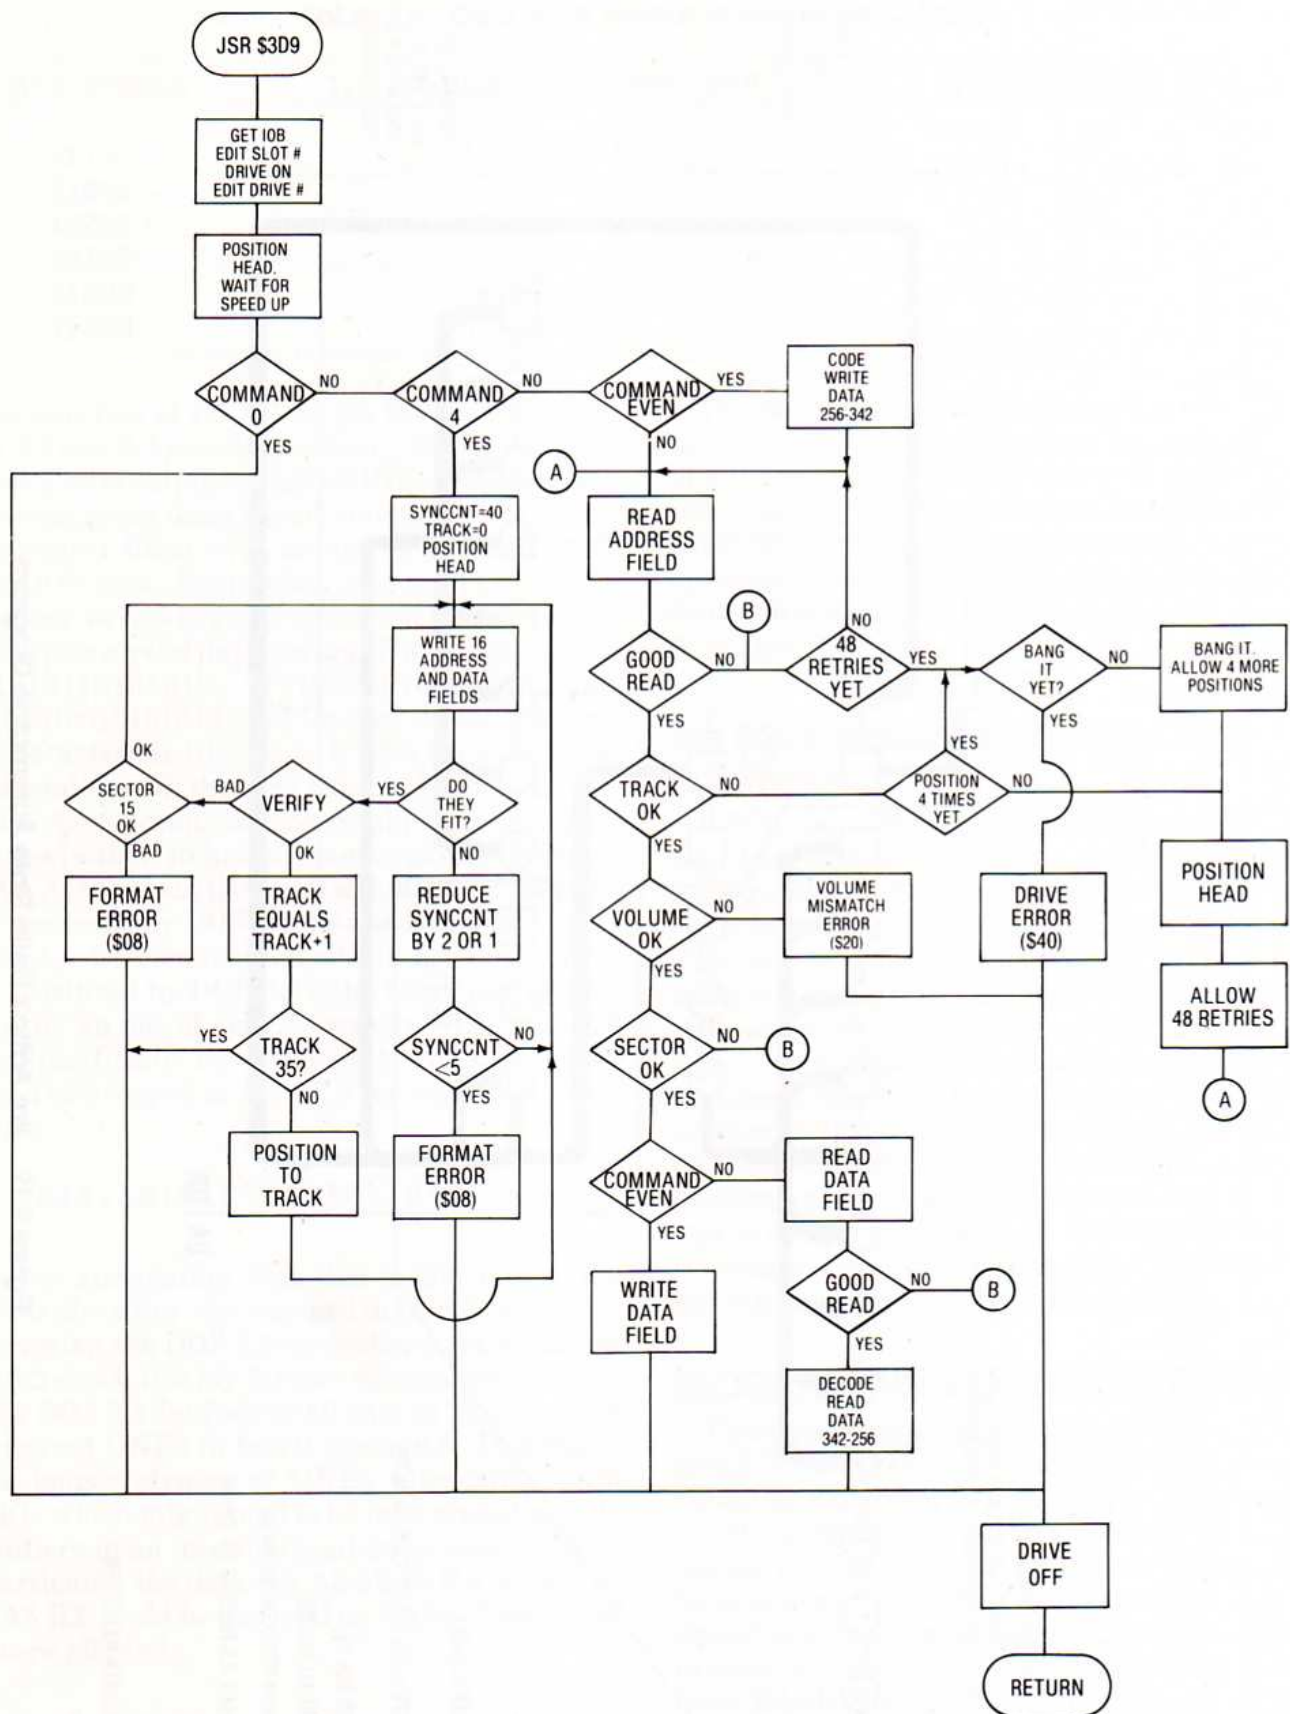 JSR $3D9
GET IOB
EDIT SLOT #
DRIVE ON
EDIT DRIVE #
POSITION
HEAD.
WAIT FOR
SPEED UP
COMMAND
0
NO
YES
COMMAND
4
NO
YES
COMMAND
EVEN
YES
NO
CODE
WRITE
DATA
256-342
A
SYNCCNT=40
TRACK=0
POSITION
HEAD
READ
ADDRESS
FIELD
B
WRITE 16
ADDRESS
AND DATA
FIELDS
GOOD
READ
NO
YES
48
RETRIES
YET
NO
YES
BANG
IT
YET?
NO
YES
BANG IT.
ALLOW 4 MORE
POSITIONS
OK
SECTOR
15
OK
BAD
BAD
VERIFY
OK
YES
DO
THEY
FIT?
NO
TRACK
OK
NO
YES
YES
POSITION
4 TIMES
YET
NO
FORMAT
ERROR
($08)
TRACK
EQUALS
TRACK+1
REDUCE
SYNCCNT
BY 2 OR 1
VOLUME
OK
NO
YES
VOLUME
MISMATCH
ERROR
($20)
DRIVE
ERROR
($40)
POSITION
HEAD
ALLOW
48 RETRIES
A
YES
TRACK
35?
NO
SYNCCNT
<5
NO
YES
SECTOR
OK
NO
YES
B
POSITION
TO
TRACK
FORMAT
ERROR
($08)
COMMAND
EVEN
NO
YES
READ
DATA
FIELD
WRITE
DATA
FIELD
GOOD
READ
NO
YES
B
DECODE
READ
DATA
342-256
DRIVE
OFF
RETURN